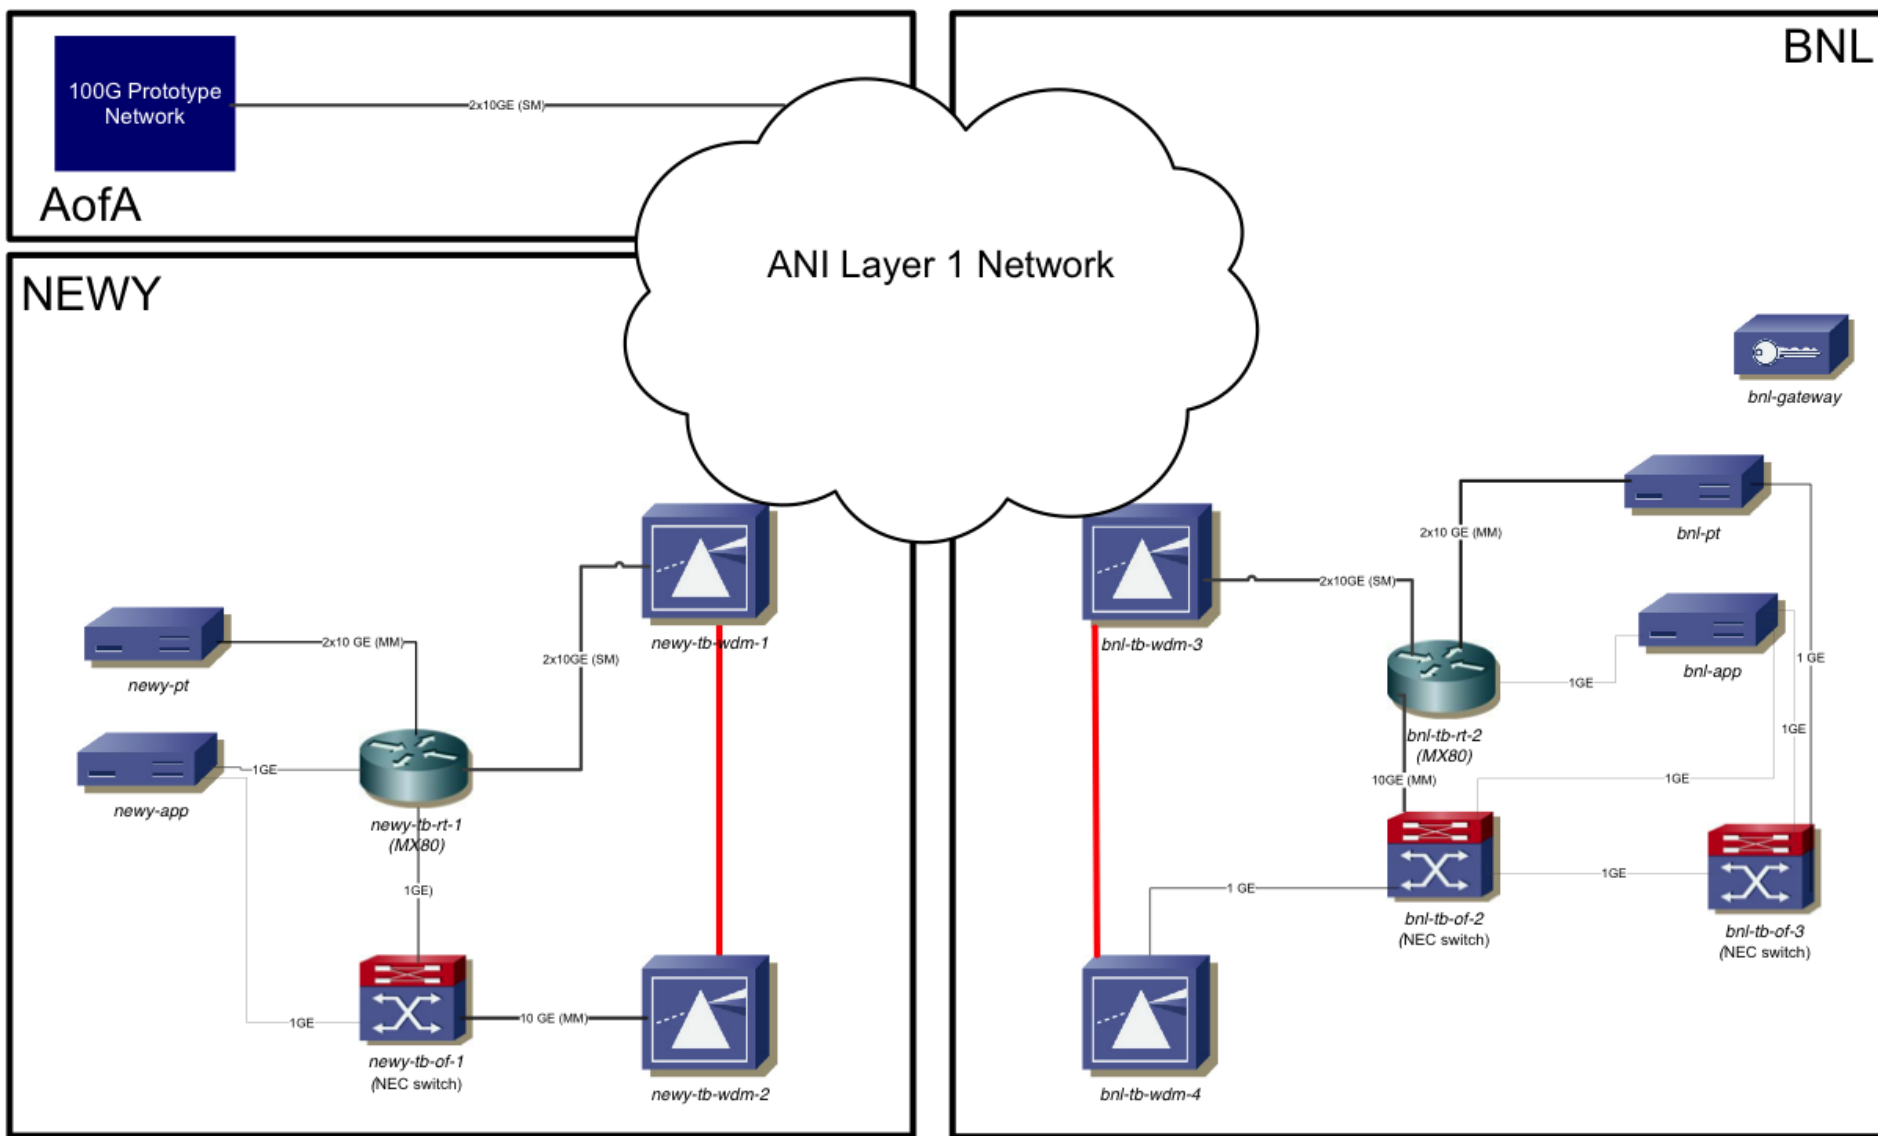 100G Prototype
Network
2x10GE (SM)
AofA
BNL
ANI Layer 1 Network
NEWY
bnl-gateway
newy-tb-wdm-1
2x10GE (SM)
2x10 GE (MM)
newy-pt
1GE
newy-app
newy-tb-rt-1
(MX80)
1GE)
1GE
newy-tb-of-1
(NEC switch)
10 GE (MM)
newy-tb-wdm-2
bnl-tb-wdm-3
2x10GE (SM)
2x10 GE (MM)
bnl-pt
bnl-app
1 GE
1GE
1GE
bnl-tb-rt-2
(MX80)
10GE (MM)
1GE
1 GE
1GE
bnl-tb-of-2
(NEC switch)
bnl-tb-of-3
(NEC switch)
bnl-tb-wdm-4